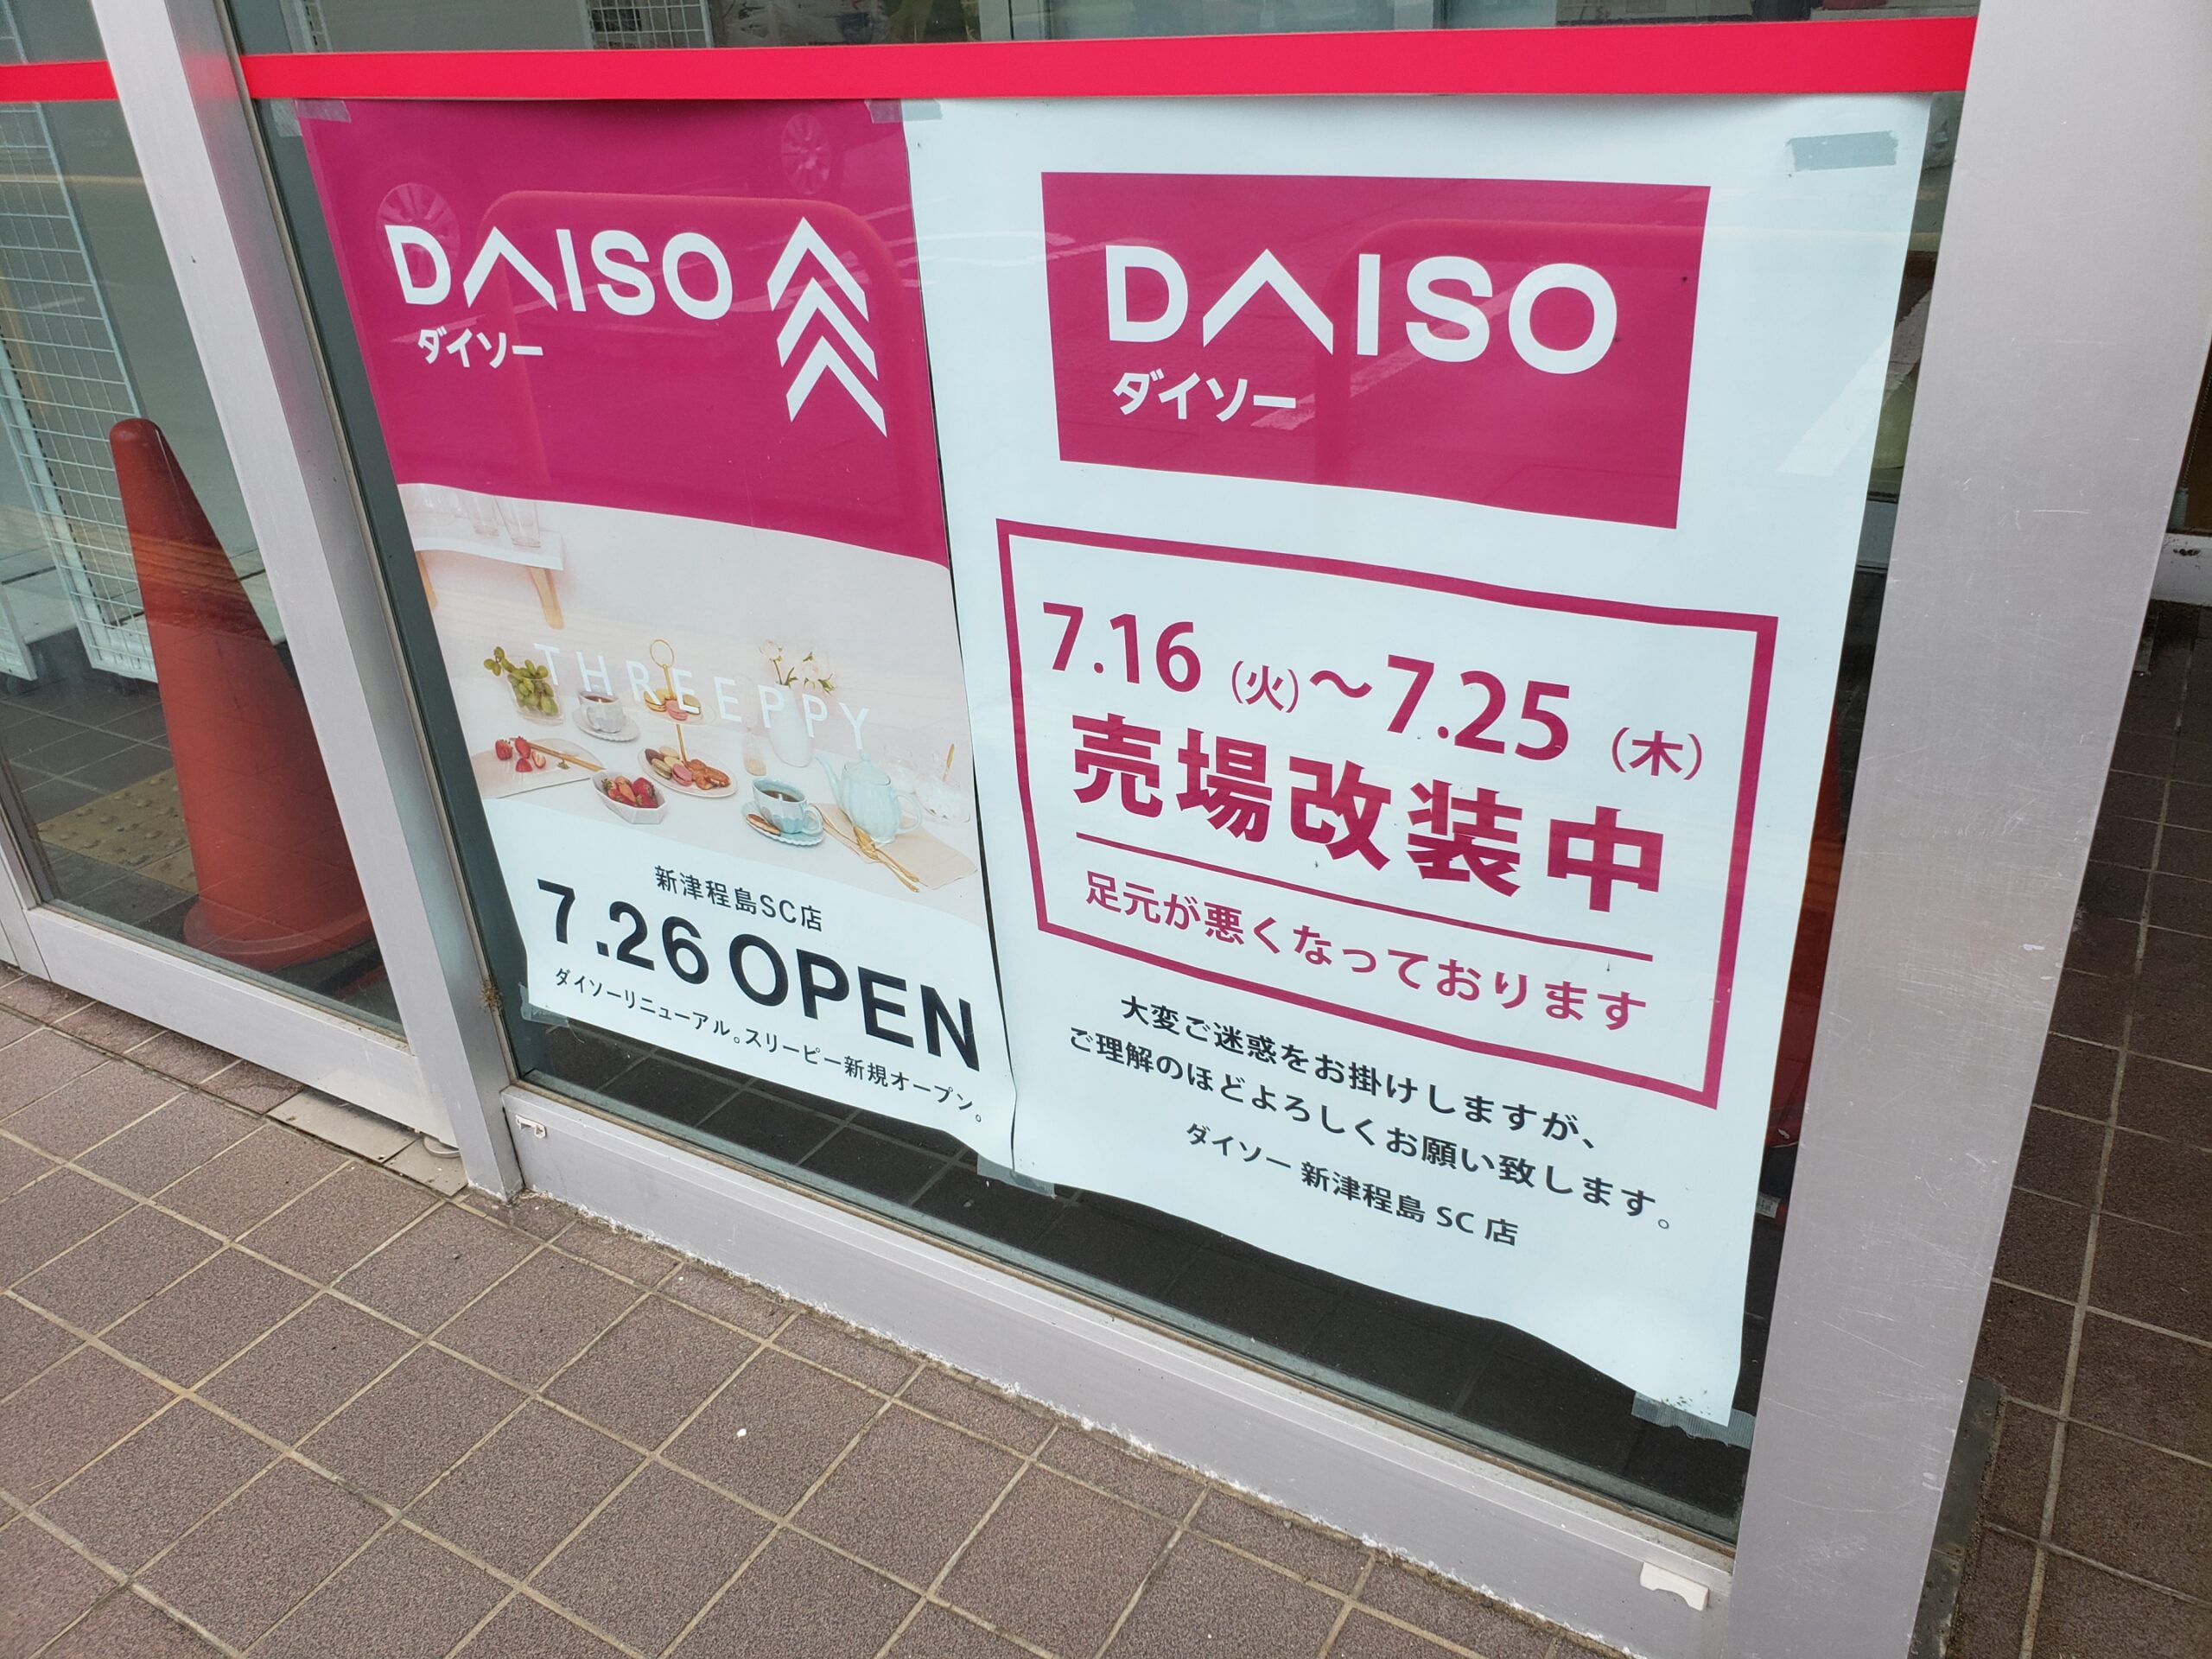 DAISO
ダイソー
THREEPPY
新津程島SC店
7.26 OPEN
ダイソーリニューアル。スリーピー新規オープン。
DAISO
ダイソー
7.16（火）～7.25（木）
売場改装中
足元が悪くなっております
大変ご迷惑をお掛けしますが、
ご理解のほどよろしくお願い致します。
ダイソー 新津程島 SC 店